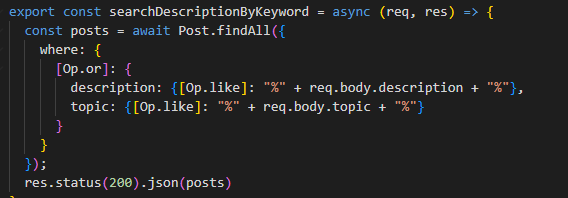 export const searchDescriptionByKeyword = async (req, res) => {
  const posts = await Post.findAll({
    where: {
      [Op.or]: {
        description: {[Op.like]: "%" + req.body.description + "%"},
        topic: {[Op.like]: "%" + req.body.topic + "%"}
      }
    }
  });
  res.status(200).json(posts)